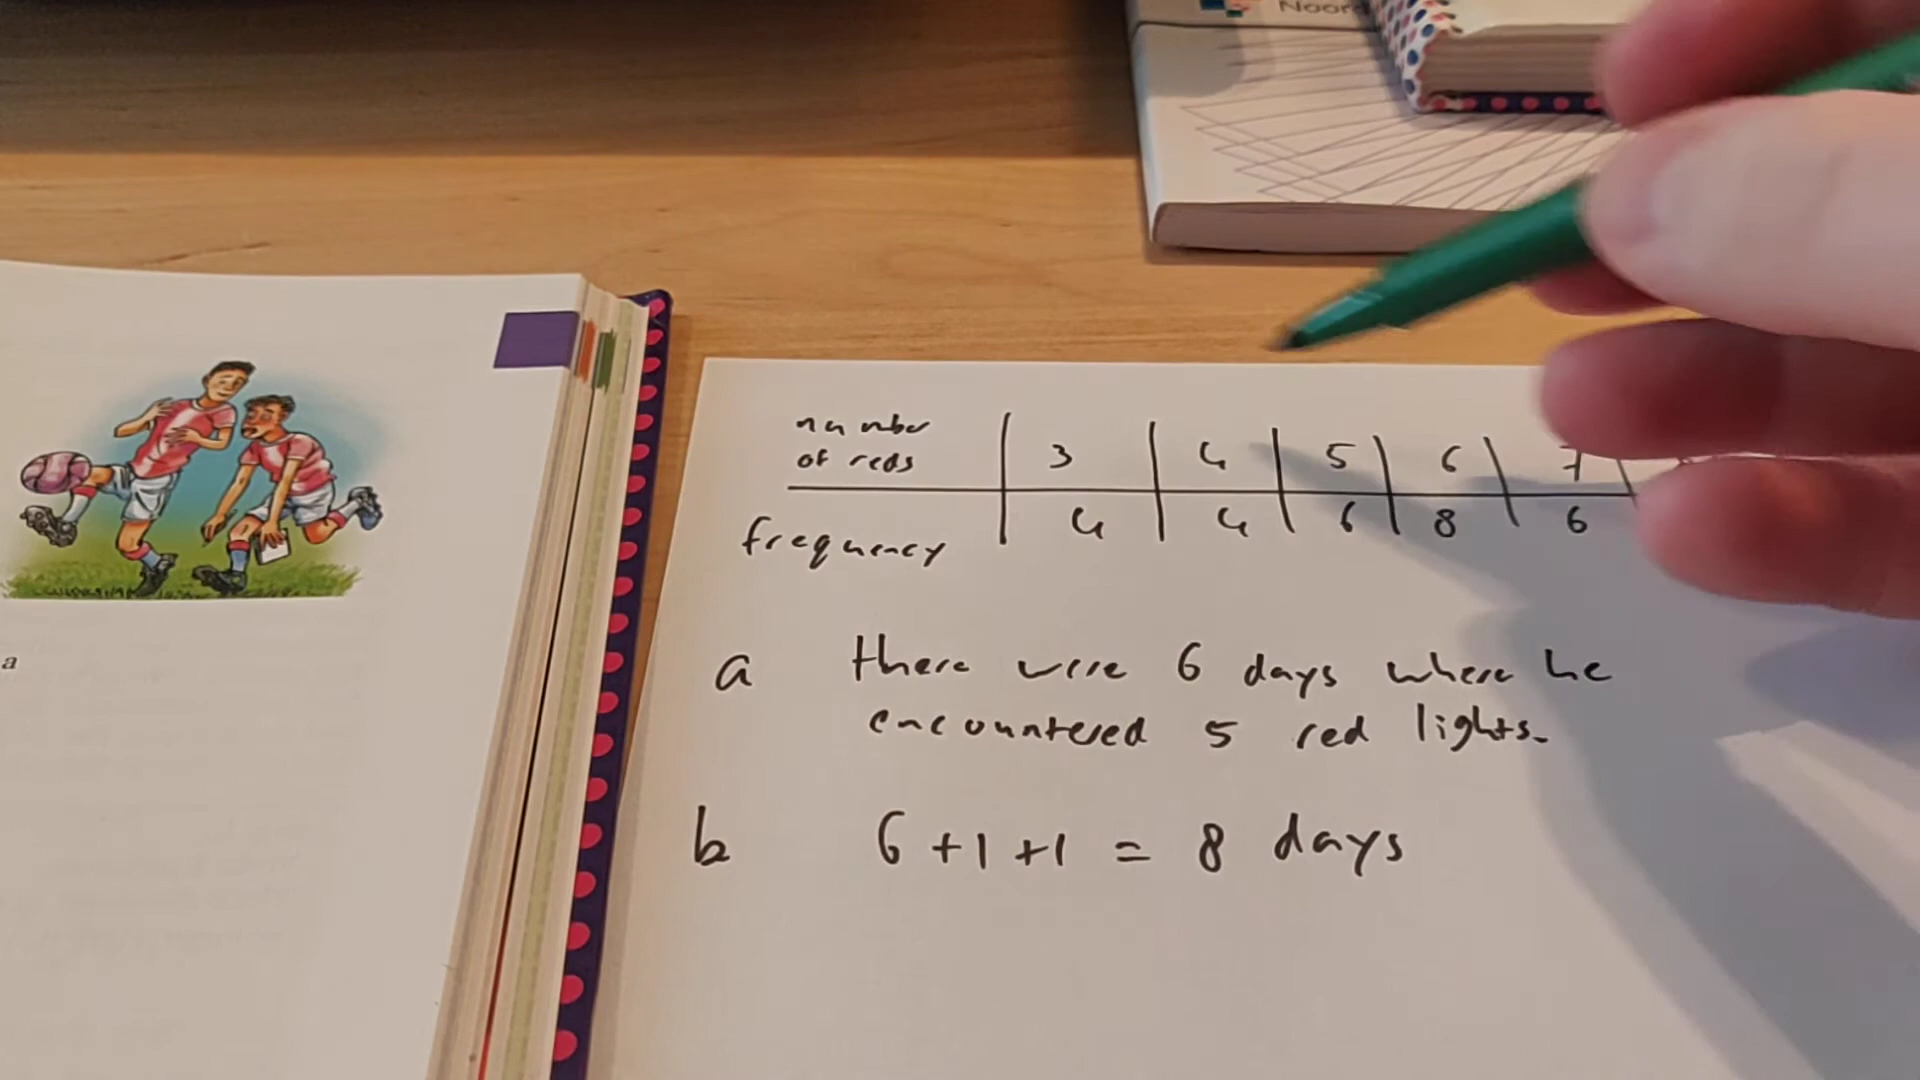 Noord
number
of reds 3 4 5 6 7
frequency 4 4 6 8 6
a
a there were 6 days where he
encountered 5 red lights.
b 6 + 1 + 1 = 8 days